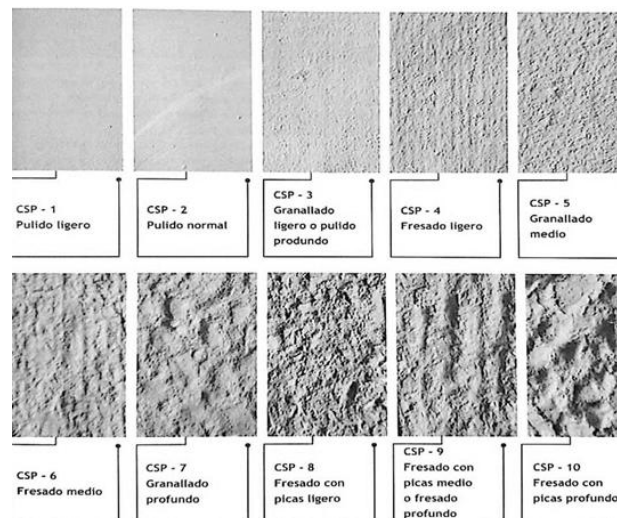 CSP - 1
Pulido ligero
CSP - 2
Pulido normal
CSP - 3
Granallado
ligero o pulido
produndo
CSP - 4
Fresado ligero
CSP - 5
Granallado
medio
CSP - 6
Fresado medio
CSP - 7
Granallado
profundo
CSP - 8
Fresado con
picas ligero
CSP - 9
Fresado con
picas medio
o fresado
profundo
CSP - 10
Fresado con
picas profundo